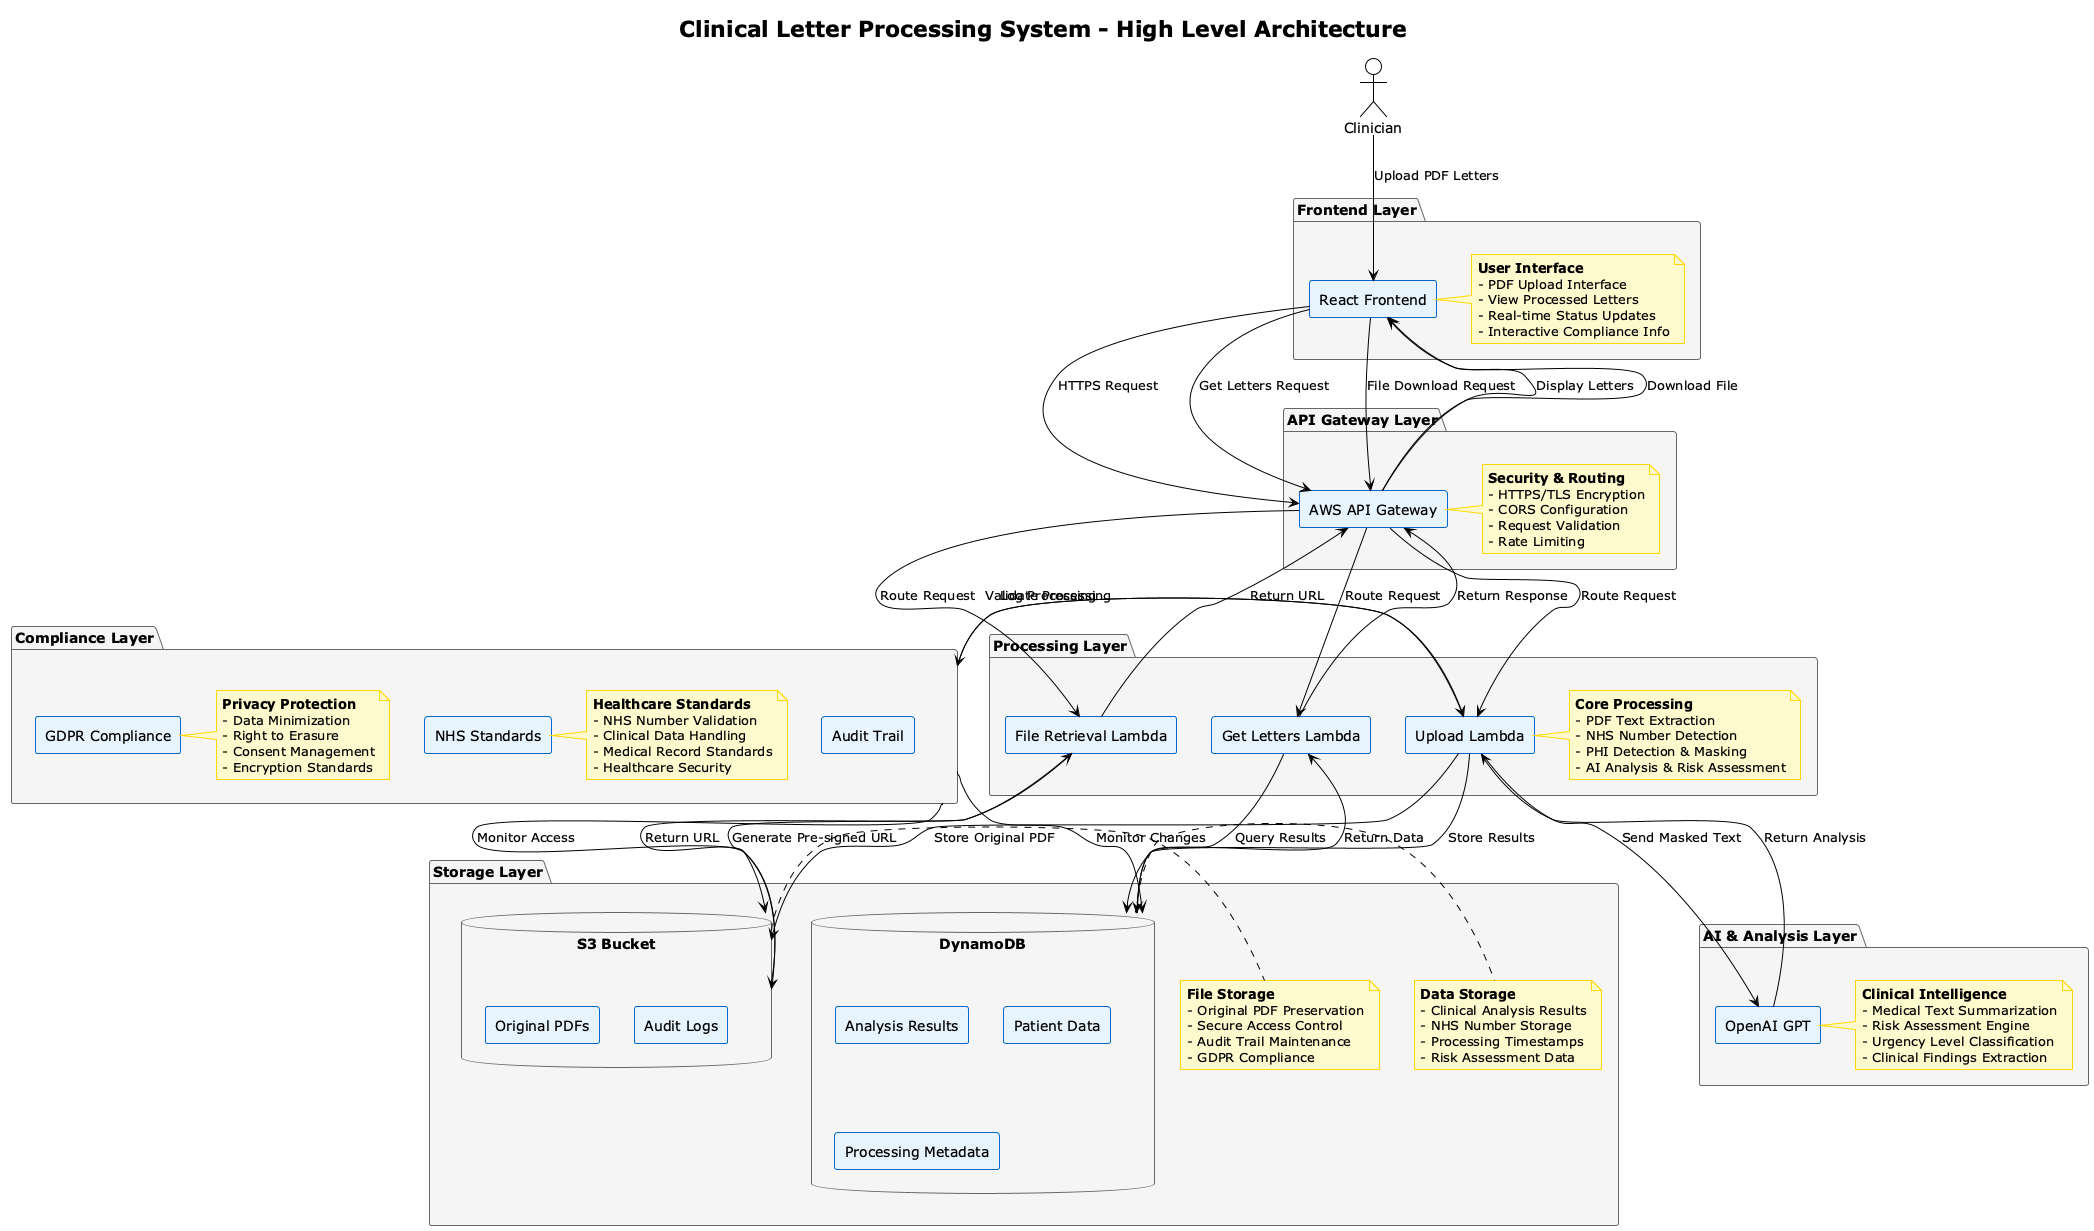 Clinical Letter Processing System - High Level Architecture
Clinician
Upload PDF Letters
Frontend Layer
React Frontend
User Interface
- PDF Upload Interface
- View Processed Letters
- Real-time Status Updates
- Interactive Compliance Info
HTTPS Request
Get Letters Request
File Download Request
Display Letters
Download File
API Gateway Layer
AWS API Gateway
Security & Routing
- HTTPS/TLS Encryption
- CORS Configuration
- Request Validation
- Rate Limiting
Route Request
Validate Processing
Log Processing
Return URL
Route Request
Return Response
Route Request
Compliance Layer
GDPR Compliance
Privacy Protection
- Data Minimization
- Right to Erasure
- Consent Management
- Encryption Standards
NHS Standards
Healthcare Standards
- NHS Number Validation
- Clinical Data Handling
- Medical Record Standards
- Healthcare Security
Audit Trail
Processing Layer
File Retrieval Lambda
Get Letters Lambda
Upload Lambda
Core Processing
- PDF Text Extraction
- NHS Number Detection
- PHI Detection & Masking
- AI Analysis & Risk Assessment
Monitor Access
Return URL
Generate Pre-signed URL
Store Original PDF
Monitor Changes
Query Results
Return Data
Store Results
Send Masked Text
Return Analysis
Storage Layer
S3 Bucket
Original PDFs
Audit Logs
DynamoDB
Analysis Results
Patient Data
Processing Metadata
File Storage
- Original PDF Preservation
- Secure Access Control
- Audit Trail Maintenance
- GDPR Compliance
Data Storage
- Clinical Analysis Results
- NHS Number Storage
- Processing Timestamps
- Risk Assessment Data
AI & Analysis Layer
OpenAI GPT
Clinical Intelligence
- Medical Text Summarization
- Risk Assessment Engine
- Urgency Level Classification
- Clinical Findings Extraction